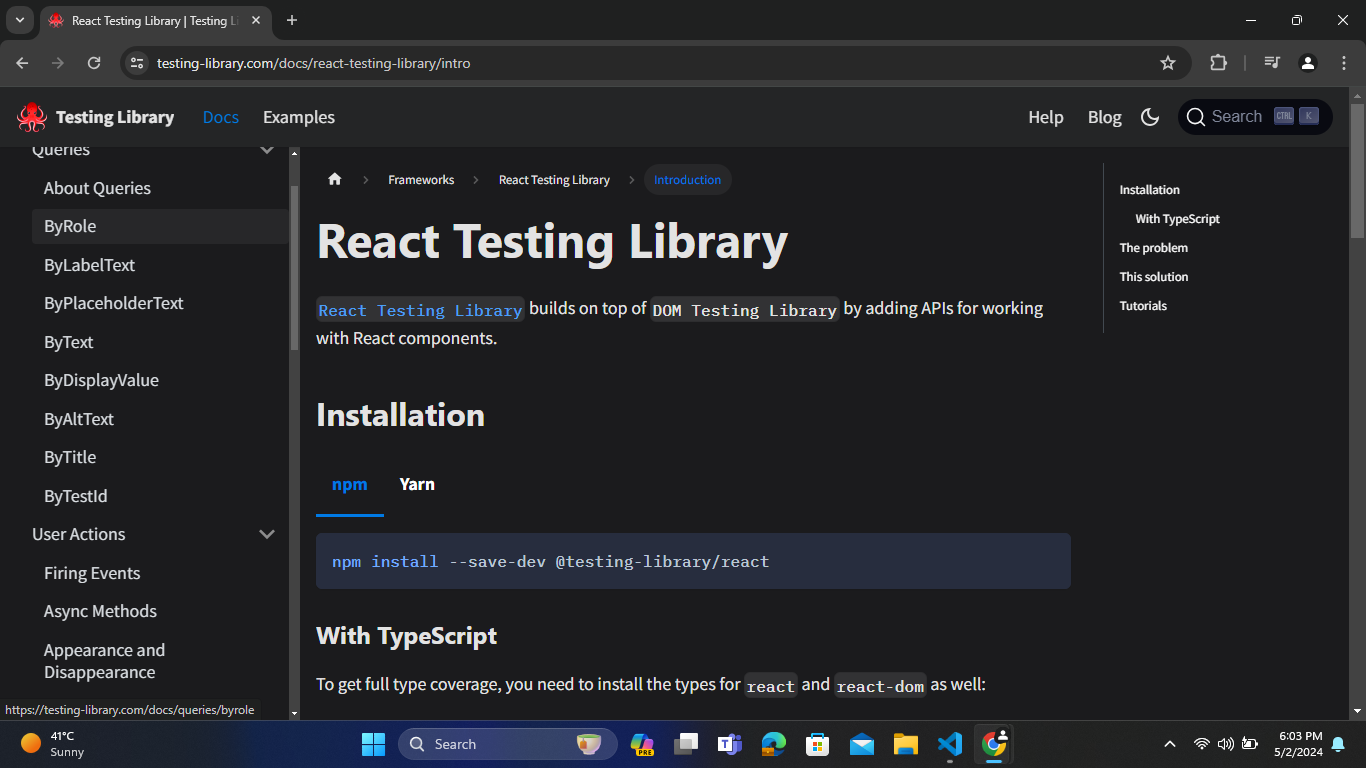 React Testing Library | Testing Li
testing-library.com/docs/react-testing-library/intro
Testing Library
Docs
Examples
Help
Blog
Search
CTRL
K
Queries
About Queries
ByRole
ByLabelText
ByPlaceholderText
ByText
ByDisplayValue
ByAltText
ByTitle
ByTestId
User Actions
Firing Events
Async Methods
Appearance and
Disappearance
https://testing-library.com/docs/queries/byrole
Frameworks
React Testing Library
Introduction
React Testing Library
React Testing Library builds on top of DOM Testing Library by adding APIs for working
with React components.
Installation
npm
Yarn
npm install --save-dev @testing-library/react
With TypeScript
To get full type coverage, you need to install the types for react and react-dom as well:
Installation
With TypeScript
The problem
This solution
Tutorials
41°C
Sunny
Search
PRE
6:03 PM
5/2/2024